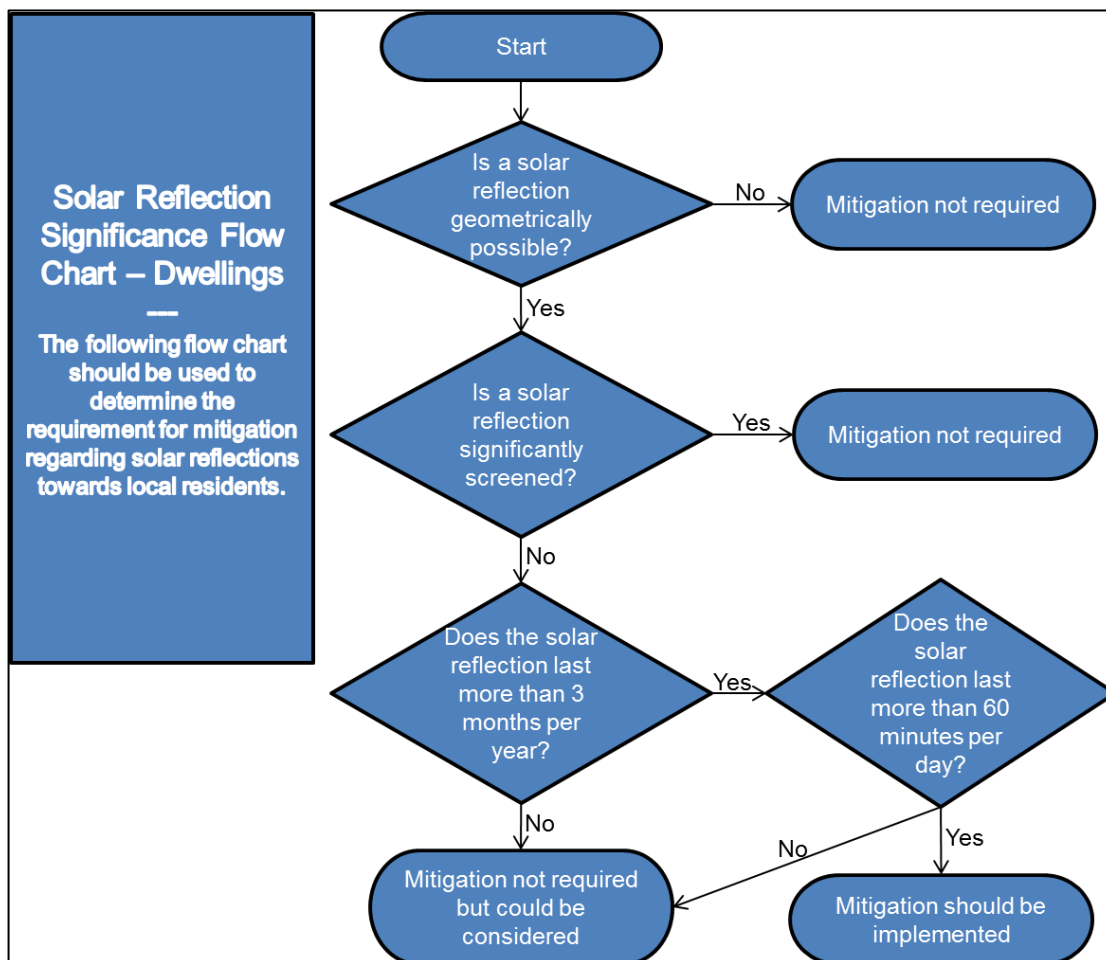 Solar Reflection
Significance Flow
Chart – Dwellings
---
The following flow chart
should be used to
determine the
requirement for mitigation
regarding solar reflections
towards local residents.
Start
Is a solar
reflection
geometrically
possible?
No
Mitigation not required
Yes
Is a solar
reflection
significantly
screened?
Yes
Mitigation not required
No
Does the solar
reflection last
more than 3
months per
year?
Yes
Does the
solar
reflection last
more than 60
minutes per
day?
No
No
Yes
Mitigation not required
but could be
considered
Mitigation should be
implemented